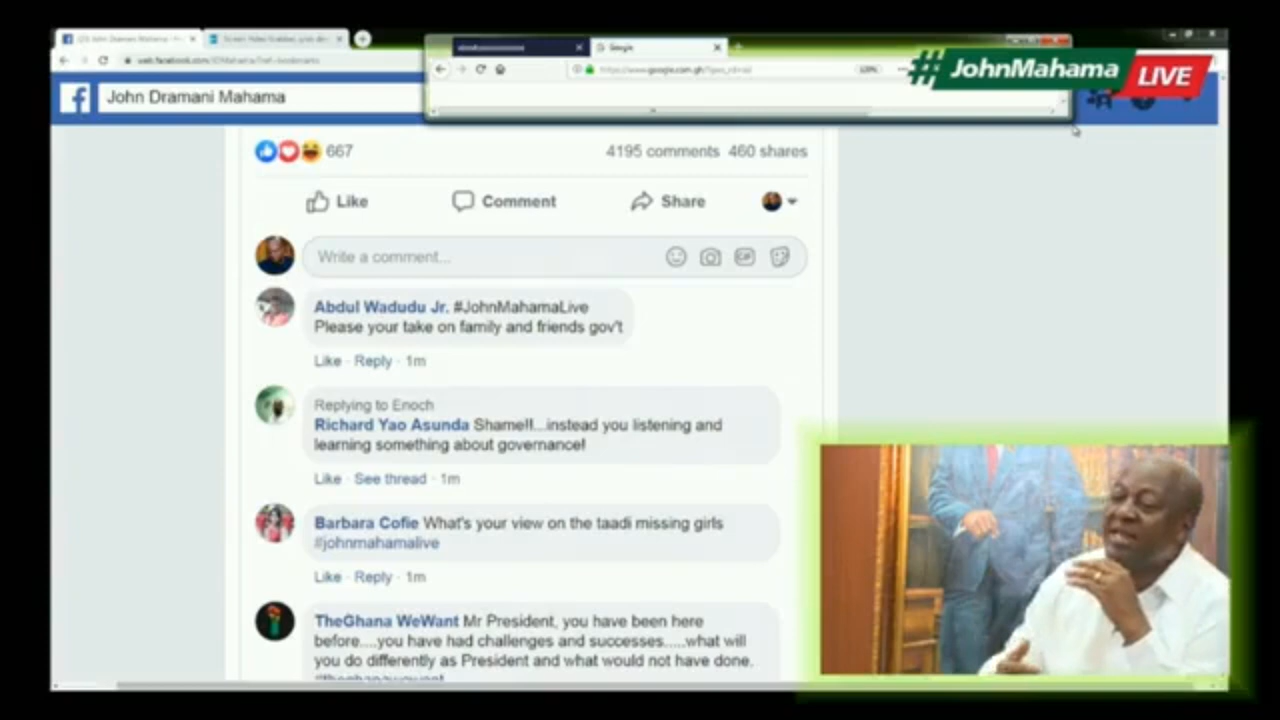 Google
#JohnMahama LIVE
John Dramani Mahama
667
4195 comments 460 shares
Like Comment Share
Write a comment...
GIF
Abdul Wadudu Jr. #JohnMahamaLive
Please your take on family and friends gov't
Like · Reply · 1m
Replying to Enoch
Richard Yao Asunda Shame!!...instead you listening and
learning something about governance!
Like · See thread · 1m
Barbara Cofie What's your view on the taadi missing girls
#johnmahamalive
Like · Reply · 1m
TheGhana WeWant Mr President, you have been here
before....you have had challenges and successes.....what will
you do differently as President and what would not have done.